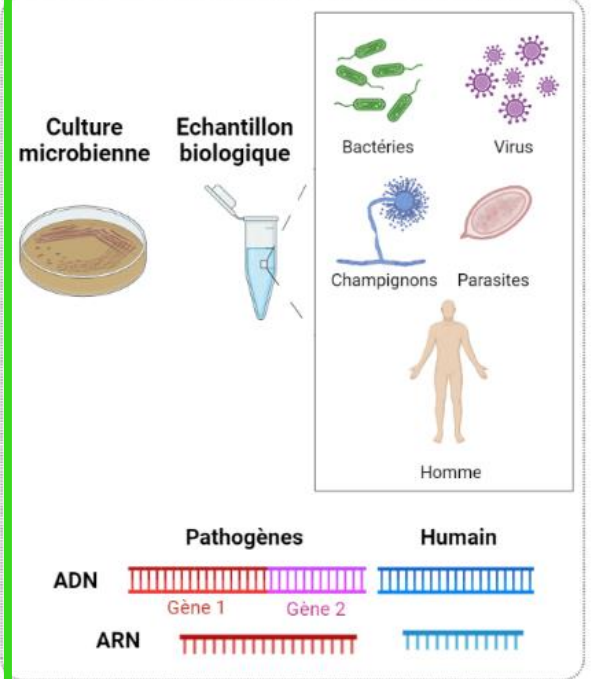 Culture
microbienne
Echantillon
biologique
Bactéries
Virus
Champignons
Parasites
Homme
Pathogènes
Humain
ADN
Gène 1
Gène 2
ARN